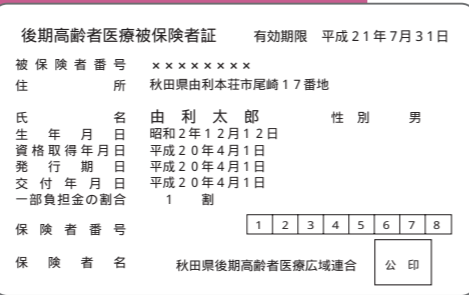 後期高齢者医療被保険者証 有効期限 平成21年7月31日
被保険者番号 ××××××××
住所 秋田県由利本荘市尾崎17番地
氏名 由利太郎 性別 男
生年月日 昭和2年12月12日
資格取得年月日 平成20年4月1日
発行期日 平成20年4月1日
交付年月日 平成20年4月1日
一部負担金の割合 1割
保険者番号 1 2 3 4 5 6 7 8
保険者名 秋田県後期高齢者医療広域連合 公印